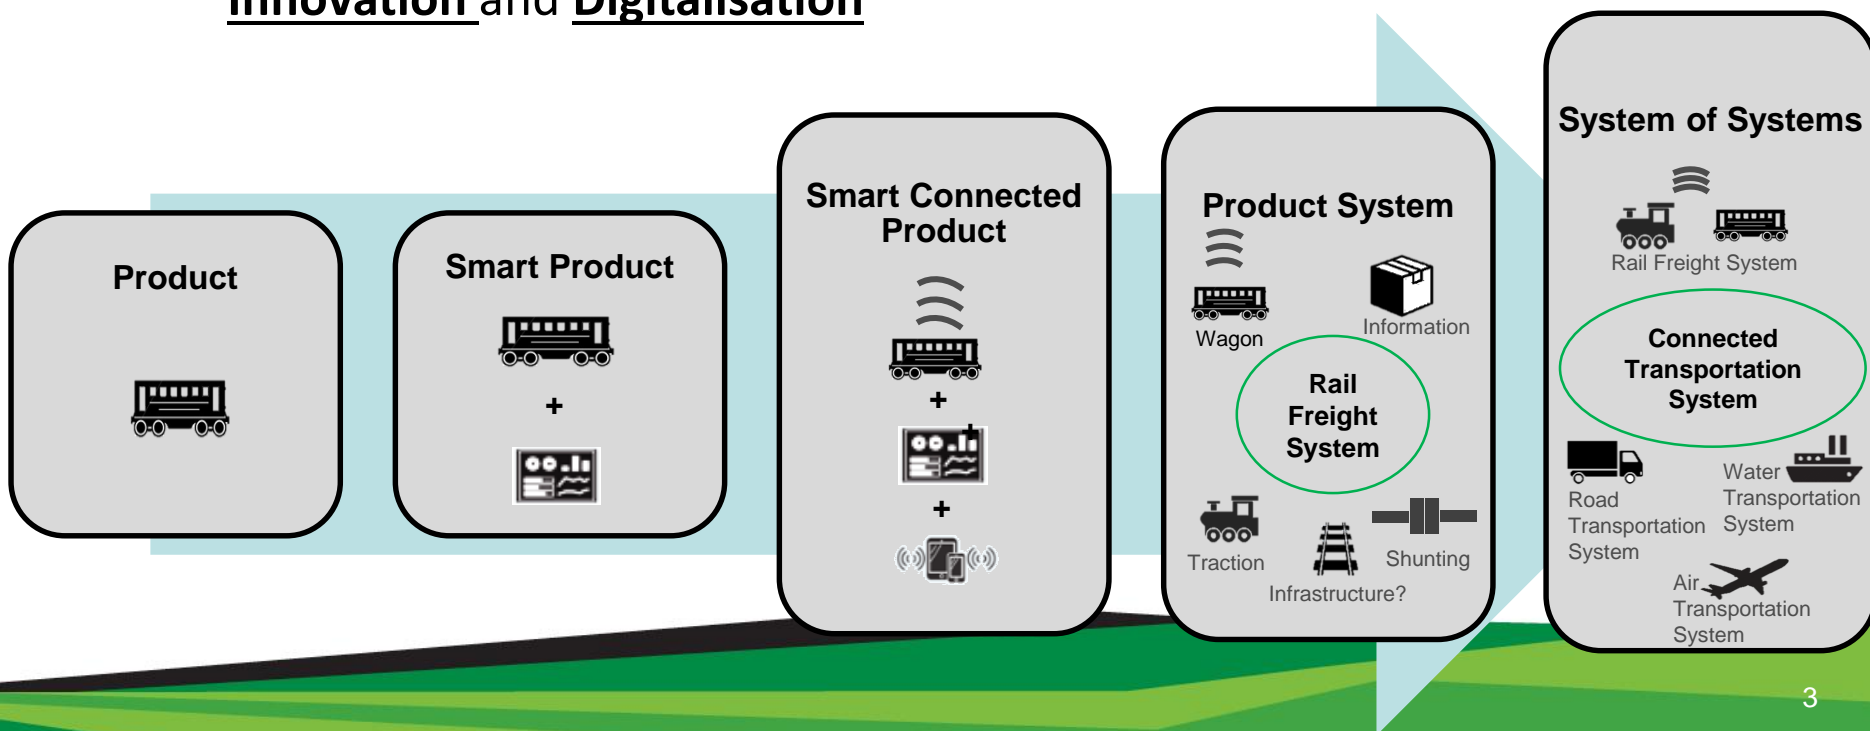 Innovation and Digitalisation
Product
Smart Product
+
Smart Connected
Product
+
+
+
Product System
Wagon
Information
Rail
Freight
System
Traction
Infrastructure?
Shunting
System of Systems
Rail Freight System
Connected
Transportation
System
Road
Transportation
System
Water
Transportation
System
Air
Transportation
System
3